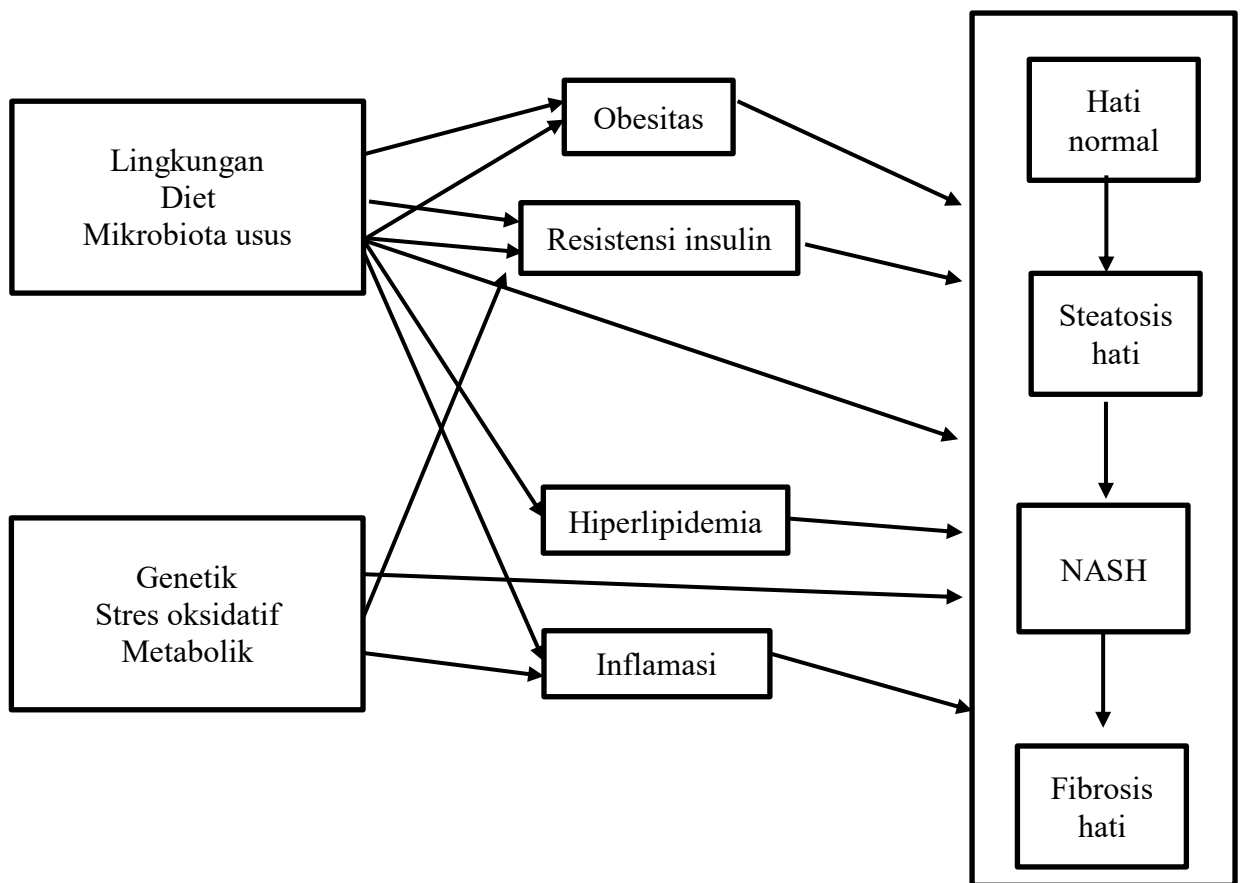 Lingkungan
Diet
Mikrobiota usus
Genetik
Stres oksidatif
Metabolik
Obesitas
Resistensi insulin
Hiperlipidemia
Inflamasi
Hati
normal
Steatosis
hati
NASH
Fibrosis
hati